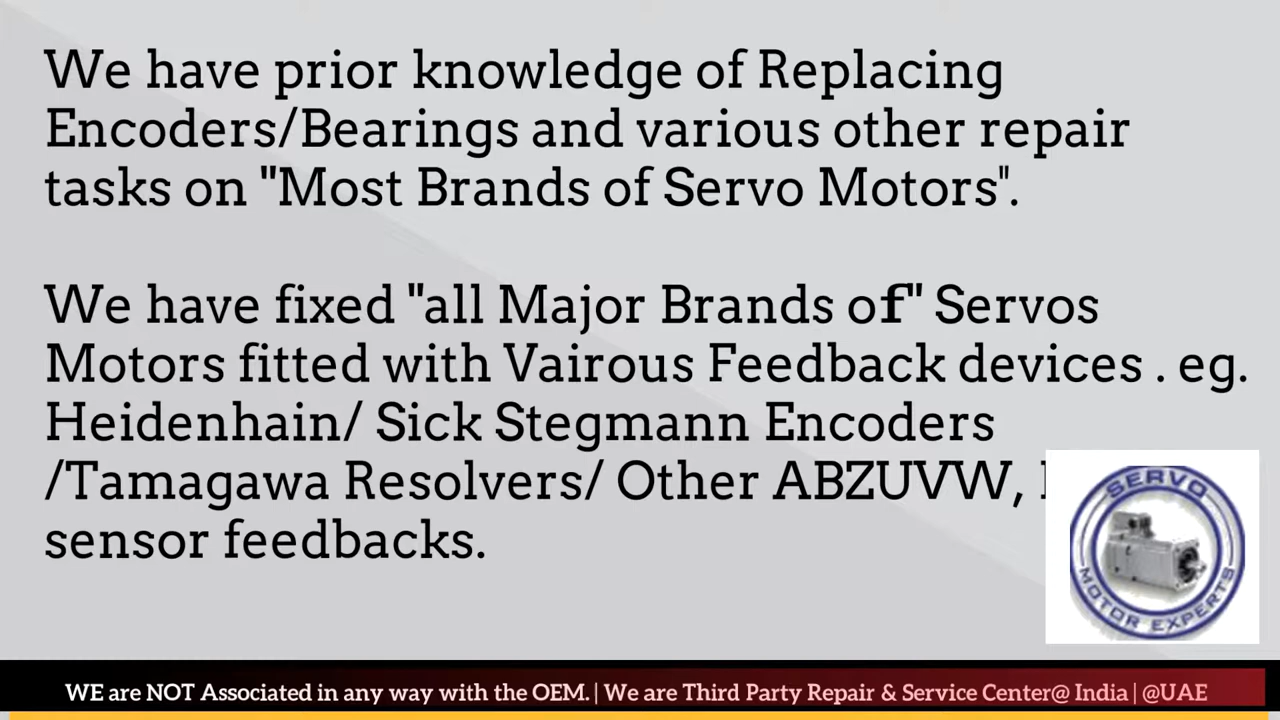 We have prior knowledge of Replacing
Encoders/Bearings and various other repair
tasks on "Most Brands of Servo Motors".
We have fixed "all Major Brands of" Servos
Motors fitted with Vairous Feedback devices . eg.
Heidenhain/ Sick Stegmann Encoders
/Tamagawa Resolvers/ Other ABZUVW,
sensor feedbacks.
SERVO
MOTOR EXPERTS
WE are NOT Associated in any way with the OEM. | We are Third Party Repair & Service Center@ India | @UAE